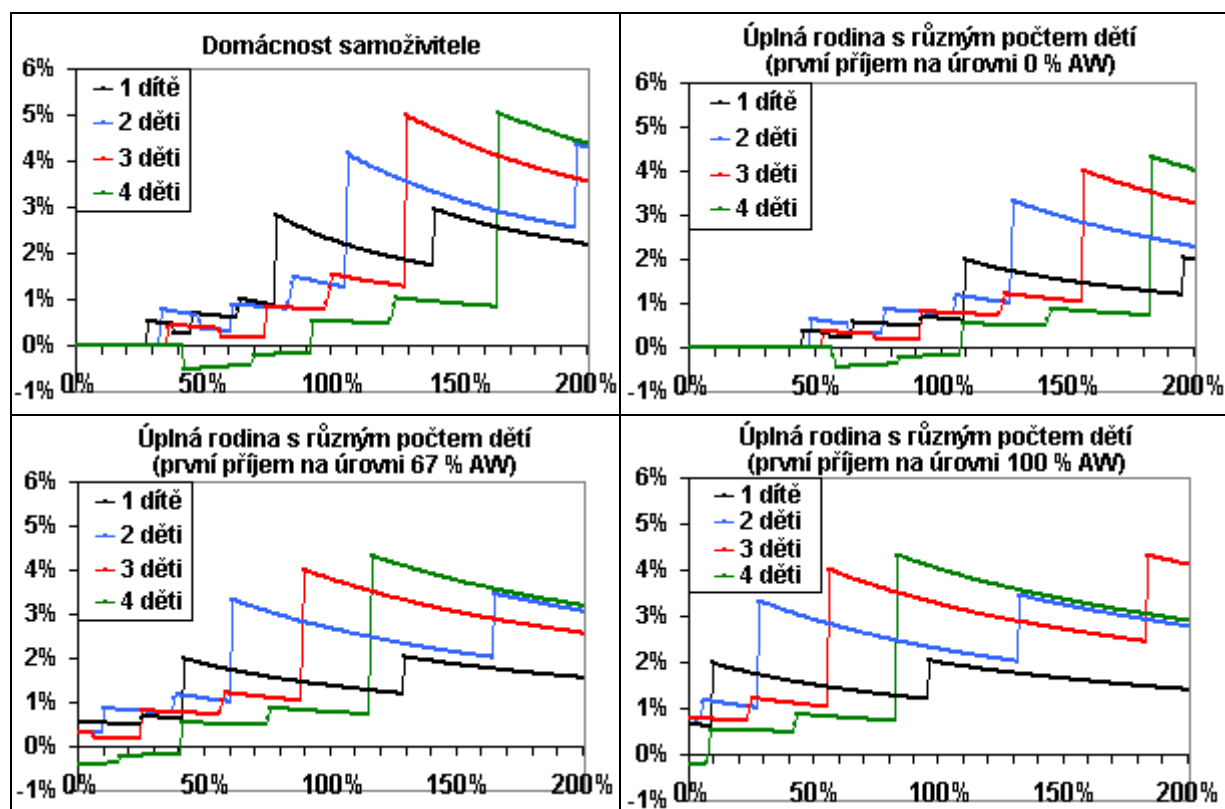 Domácnost samoživitele
6%
5%
4%
3%
2%
1%
0%
-1%
1 dítě
2 děti
3 děti
4 děti
0% 50% 100% 150% 200%
Úplná rodina s různým počtem dětí
(první příjem na úrovni 0 % AW)
6%
5%
4%
3%
2%
1%
0%
-1%
1 dítě
2 děti
3 děti
4 děti
0% 50% 100% 150% 200%
Úplná rodina s různým počtem dětí
(první příjem na úrovni 67 % AW)
6%
5%
4%
3%
2%
1%
0%
-1%
1 dítě
2 děti
3 děti
4 děti
0% 50% 100% 150% 200%
Úplná rodina s různým počtem dětí
(první příjem na úrovni 100 % AW)
6%
5%
4%
3%
2%
1%
0%
-1%
1 dítě
2 děti
3 děti
4 děti
0% 50% 100% 150% 200%